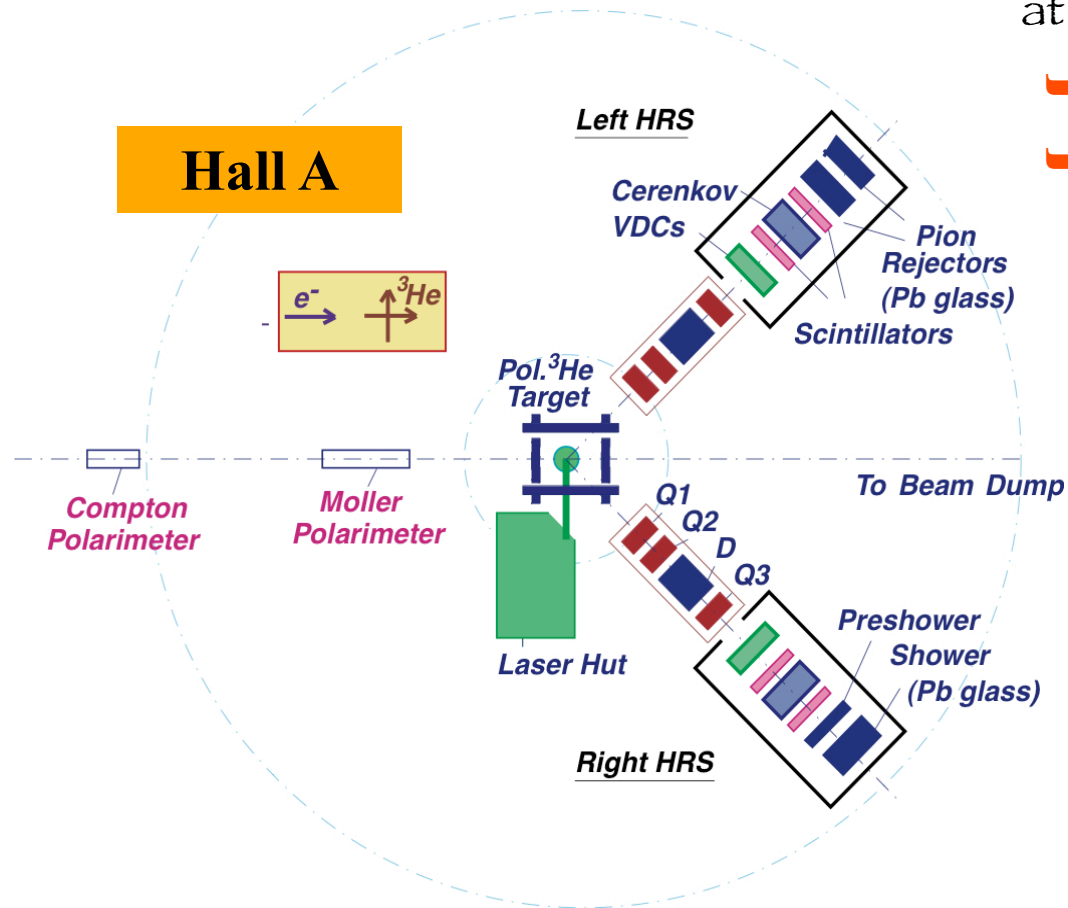 at
Hall A
Left HRS
Cerenkov
VDCs
Pion
Rejectors
(Pb glass)
Scintillators
e- 3He
Pol.3He
Target
To Beam Dump
Compton
Polarimeter
Moller
Polarimeter
Q1
Q2
D
Q3
Laser Hut
Preshower
Shower
(Pb glass)
Right HRS